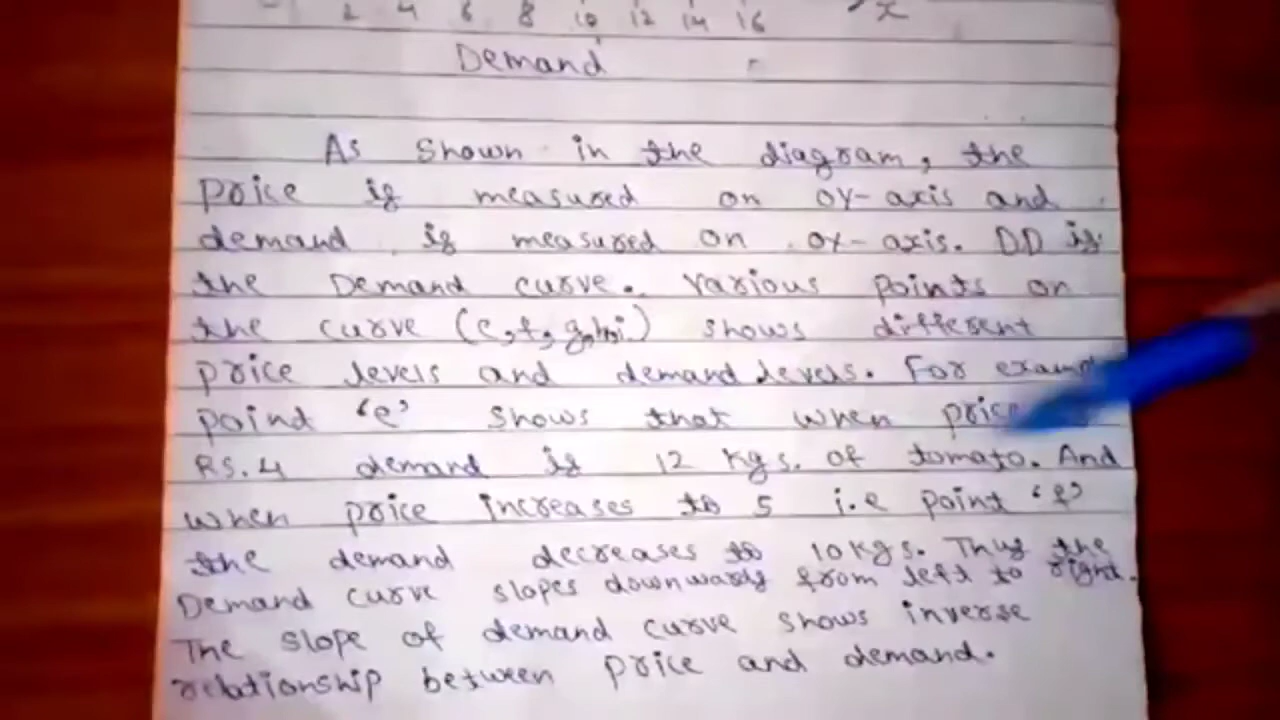 2 4 6 8 10 12 14 16 x
Demand
As shown in the diagram, the
price is measured on oy-axis and
demand is measured on ox-axis. DD is
the Demand curve. Various points on
the curve (e,f,g,h,i) shows different
price levels and demand levels. For examp
point 'e' shows that when price
RS.4 demand is 12 kgs. of tomato. And
when price increases to 5 i.e point 'f'
the demand decreases to 10kgs. Thus the
Demand curve slopes downwards from left to right.
The slope of demand curve shows inverse
relationship between price and demand.